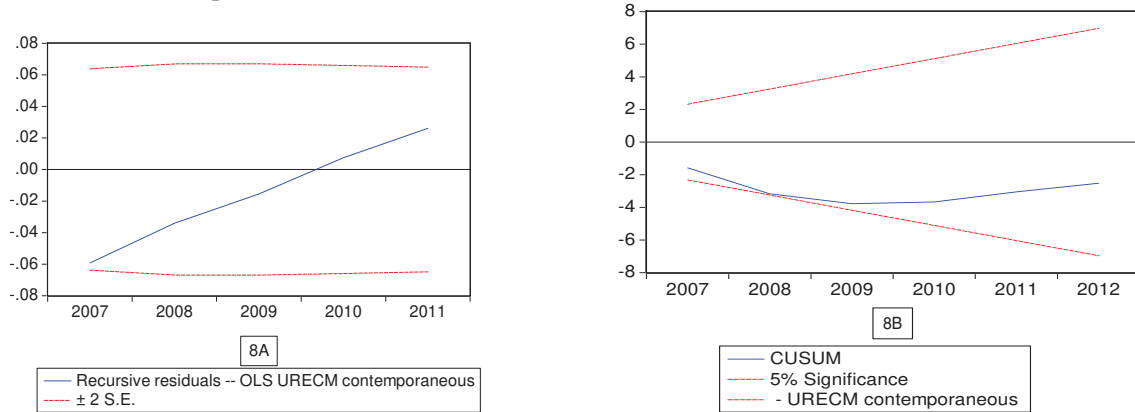 .08
.06
.04
.02
.00
-.02
-.04
-.06
-.08
2007 2008 2009 2010 2011
8A
Recursive residuals -- OLS URECM contemporaneous
± 2 S.E.
8
6
4
2
0
-2
-4
-6
-8
2007 2008 2009 2010 2011 2012
8B
CUSUM
5% Significance
- URECM contemporaneous